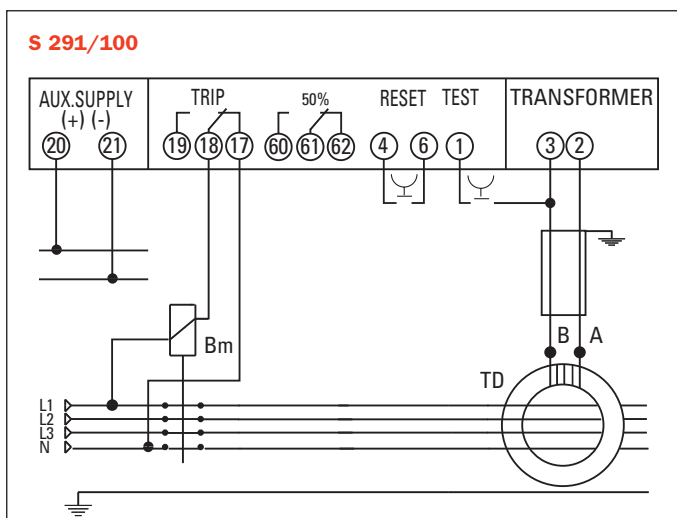 S 291/100
AUX.SUPPLY TRIP 50% RESET TEST TRANSFORMER
(+) (-)
20 21 19 18 17 60 61 62 4 6 1 3 2
Bm
B A
TD
L1
L2
L3
N